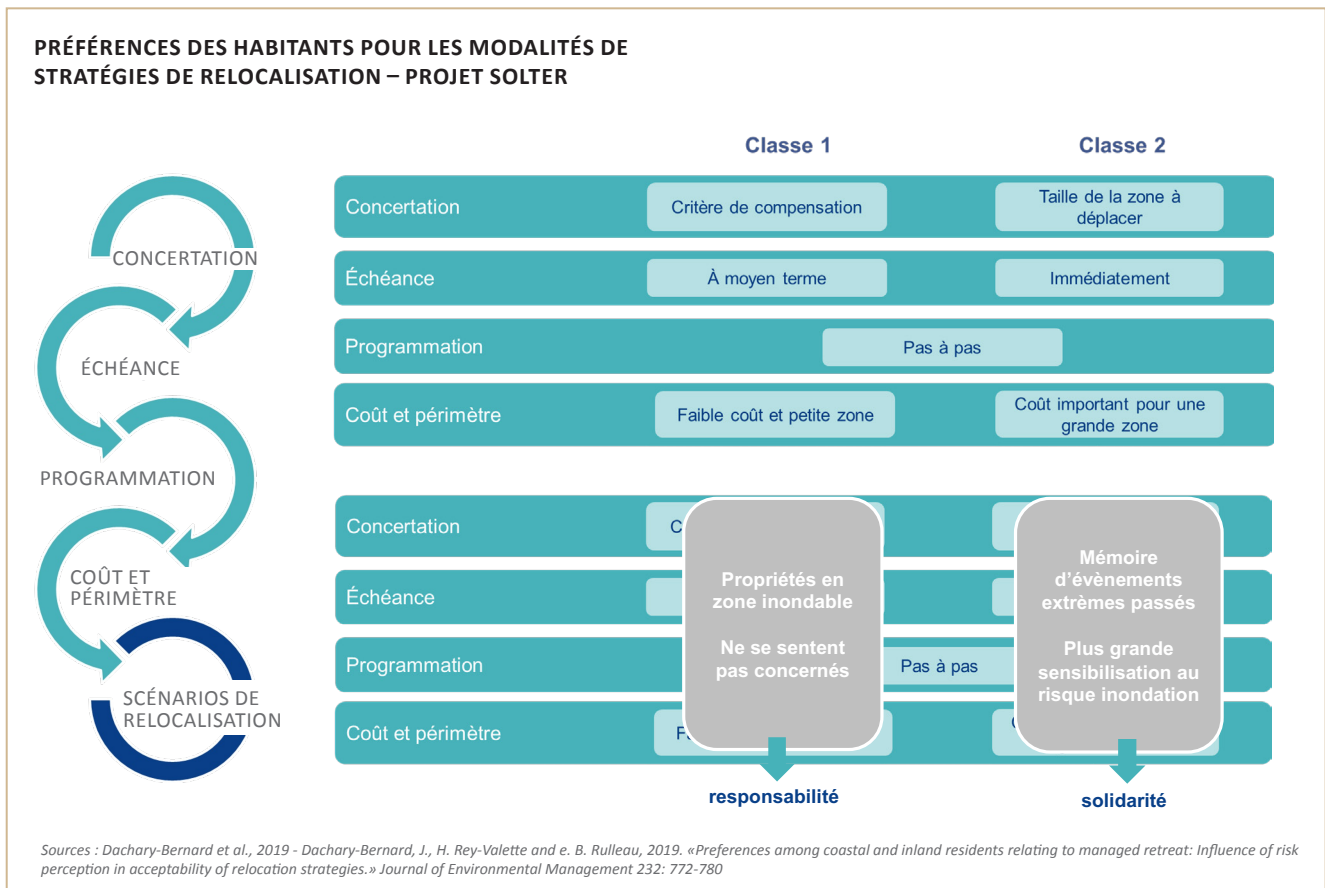 PRÉFÉRENCES DES HABITANTS POUR LES MODALITÉS DE
STRATÉGIES DE RELOCALISATION – PROJET SOLTER
CONCERTATION
ÉCHÉANCE
PROGRAMMATION
COÛT ET
PÉRIMÈTRE
SCÉNARIOS DE
RELOCALISATION
Classe 1
Classe 2
Concertation
Critère de compensation
Taille de la zone à
déplacer
Échéance
À moyen terme
Immédiatement
Programmation
Pas à pas
Coût et périmètre
Faible coût et petite zone
Coût important pour une
grande zone
Concertation
Échéance
Programmation
Pas à pas
Coût et périmètre
Propriétés en
zone inondable
Ne se sentent
pas concernés
Mémoire
d'évènements
extrêmes passés
Plus grande
sensibilisation au
risque inondation
responsabilité
solidarité
Sources : Dachary-Bernard et al., 2019 - Dachary-Bernard, J., H. Rey-Valette and e. B. Rulleau, 2019. «Preferences among coastal and inland residents relating to managed retreat: Influence of risk
perception in acceptability of relocation strategies.» Journal of Environmental Management 232: 772-780